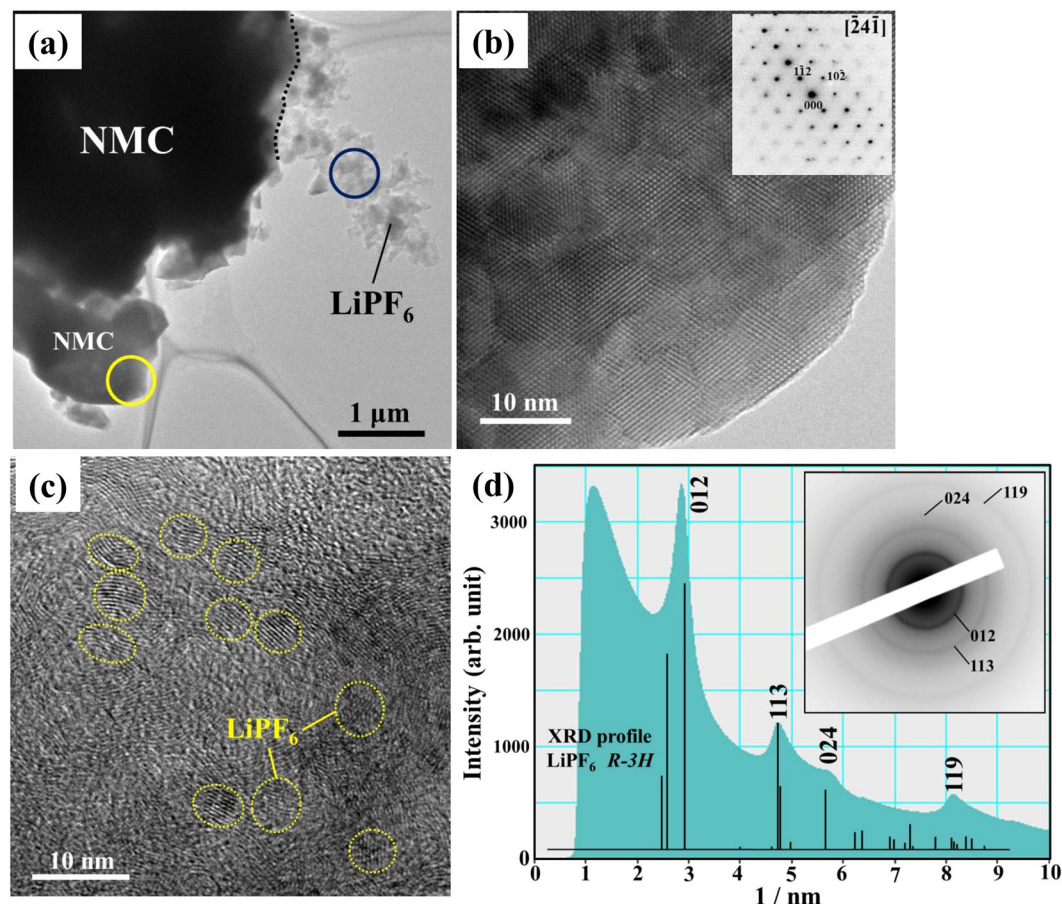 (a)
NMC
NMC
LiPF₆
1 μm
(b)
[2̄41̄]
11̄2
102̄
000
10 nm
(c)
LiPF₆
10 nm
(d)
Intensity (arb. unit)
3000
2000
1000
0
012
113
024
119
XRD profile
LiPF₆ R-3H
024
119
012
113
0 1 2 3 4 5 6 7 8 9 10
1 / nm